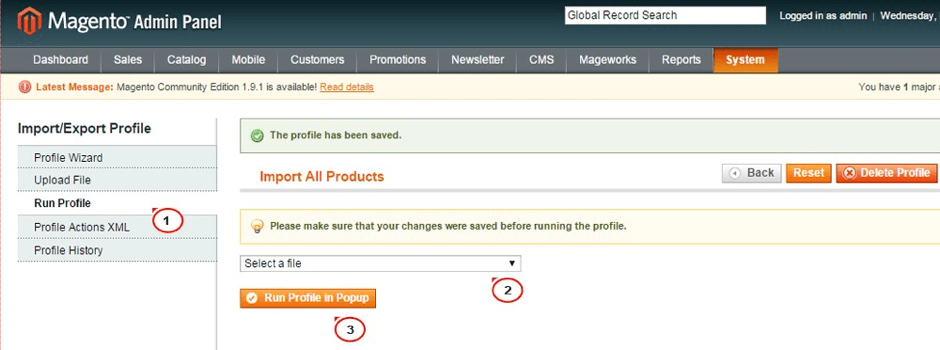 Magento Admin Panel
Global Record Search
Logged in as admin | Wednesday,
Dashboard Sales Catalog Mobile Customers Promotions Newsletter CMS Mageworks Reports System
Latest Message: Magento Community Edition 1.9.1 is available! Read details
You have 1 major a
Import/Export Profile
Profile Wizard
Upload File
Run Profile
1
Profile Actions XML
Profile History
The profile has been saved.
Import All Products
Back Reset Delete Profile
Please make sure that your changes were saved before running the profile.
Select a file
2
Run Profile in Popup
3